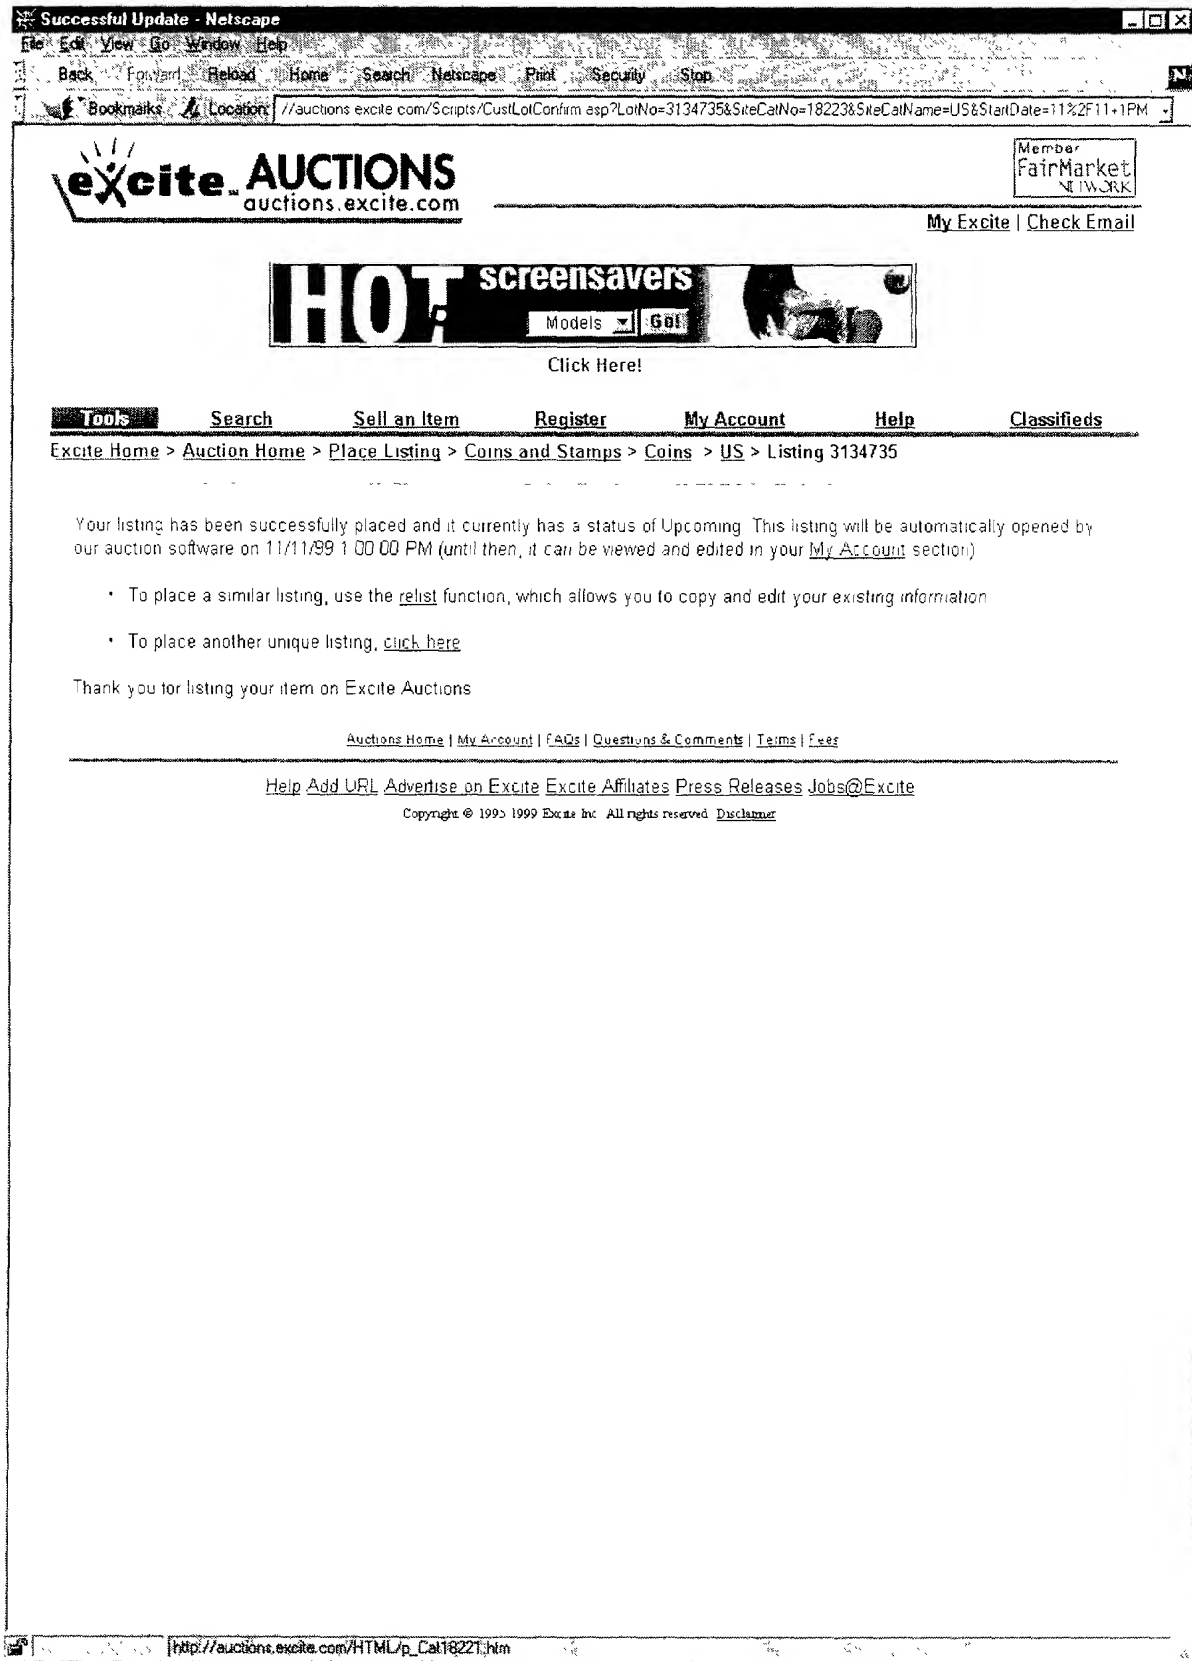 Successful Update - Netscape
File Edit View Go Window Help
Back Forward Reload Home Search Netscape Print Security Stop
N
Bookmarks Location: //auctions excite com/Scripts/CustLotConfirm asp?LotNo=3134735&SiteCatNo=18223&SiteCatName=US&StartDate=11%2F11+1PM
excite AUCTIONS
auctions.excite.com
Member
FairMarket
NETWORK
My Excite | Check Email
HOT screensavers
Models Go!
Click Here!
Tools Search Sell an Item Register My Account Help Classifieds
Excite Home > Auction Home > Place Listing > Coins and Stamps > Coins > US > Listing 3134735
Your listing has been successfully placed and it currently has a status of Upcoming This listing will be automatically opened by
our auction software on 11/11/99 1 00 00 PM (until then, it can be viewed and edited in your My Account section)
• To place a similar listing, use the relist function, which allows you to copy and edit your existing information
• To place another unique listing, click here
Thank you for listing your item on Excite Auctions
Auctions Home | My Account | FAQs | Questions & Comments | Terms | Fees
Help Add URL Advertise on Excite Excite Affiliates Press Releases Jobs@Excite
Copyright © 1995 1999 Excite Inc All rights reserved Disclaimer
http://auctions.excite.com/HTML/p_Cat18221.htm